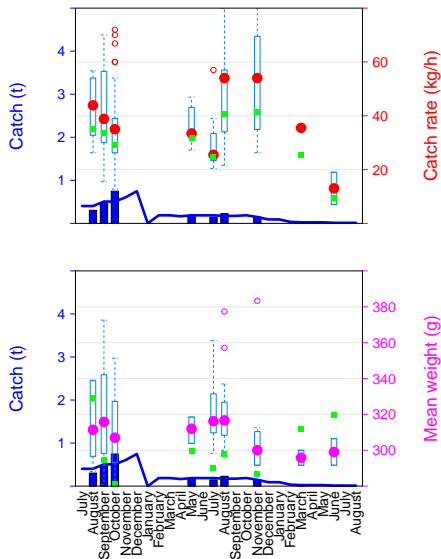 5
4
3
2
1
Catch (t)
60
40
20
Catch rate (kg/h)
5
4
3
2
1
Catch (t)
380
360
340
320
300
Mean weight (g)
July
August
September
October
November
December
January
February
March
April
May
June
July
August
September
October
November
December
January
February
March
April
May
June
July
August